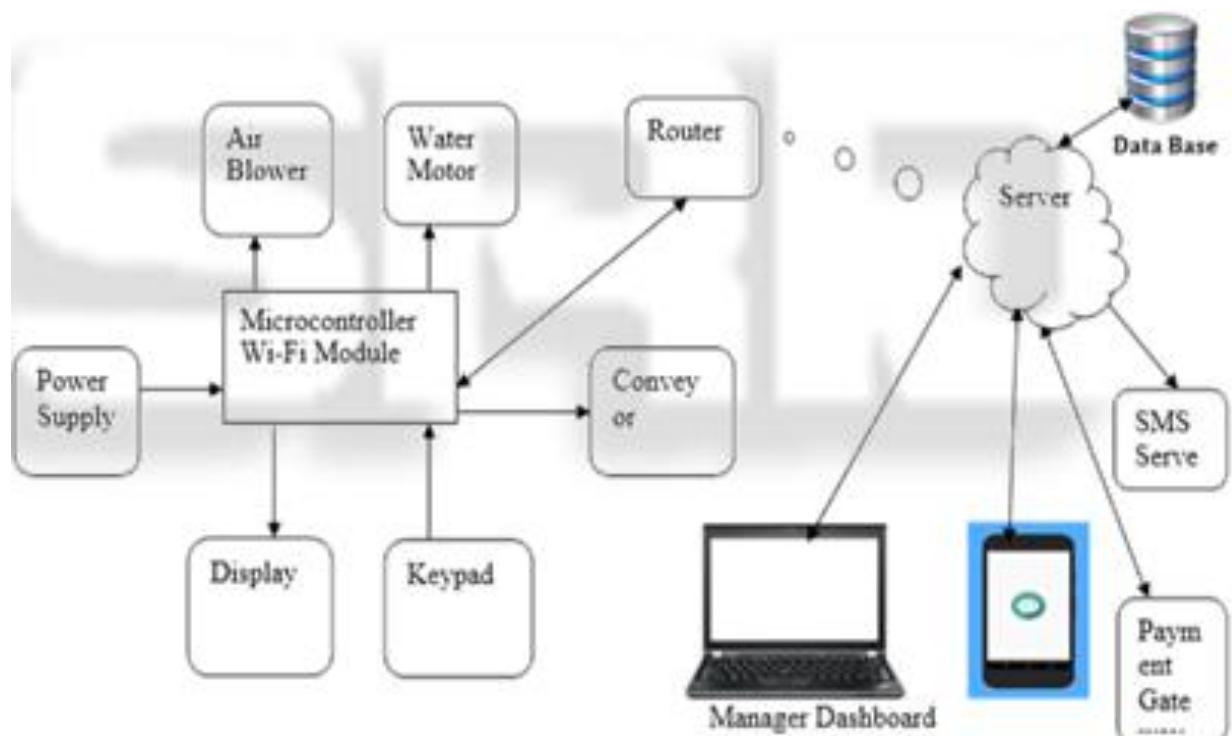 Data Base
Air
Blower
Water
Motor
Router
Server
Microcontroller
Wi-Fi Module
Power
Supply
Convey
or
SMS
Serve
Display
Keypad
Paym
ent
Gate
Manager Dashboard